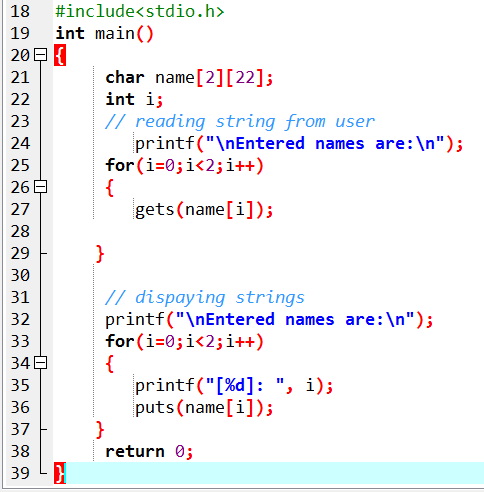 18 #include<stdio.h>
19 int main()
20 {
21 char name[2][22];
22 int i;
23 // reading string from user
24 printf("\nEntered names are:\n");
25 for(i=0;i<2;i++)
26 {
27 gets(name[i]);
28
29 }
30
31 // dispaying strings
32 printf("\nEntered names are:\n");
33 for(i=0;i<2;i++)
34 {
35 printf("[%d]: ", i);
36 puts(name[i]);
37 }
38 return 0;
39 }